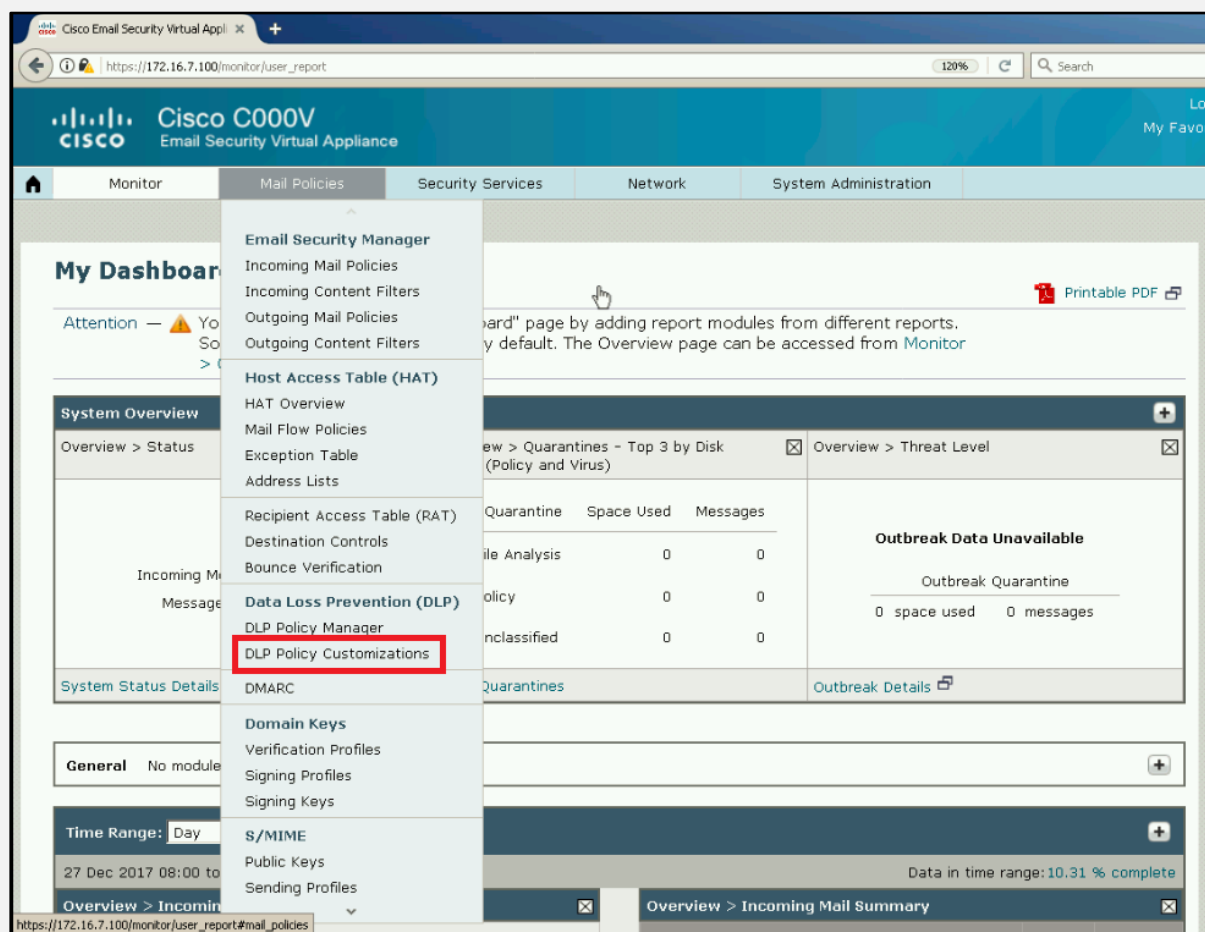 Cisco Email Security Virtual Appli
https://172.16.7.100/monitor/user_report
120%
Search
Lo
CISCO
Cisco C000V
Email Security Virtual Appliance
My Favo
Monitor
Mail Policies
Security Services
Network
System Administration
My Dashboar
Printable PDF
Attention — Yo
oard" page by adding report modules from different reports.
So
y default. The Overview page can be accessed from Monitor
>
Email Security Manager
Incoming Mail Policies
Incoming Content Filters
Outgoing Mail Policies
Outgoing Content Filters
Host Access Table (HAT)
HAT Overview
Mail Flow Policies
Exception Table
Address Lists
Recipient Access Table (RAT)
Destination Controls
Bounce Verification
Data Loss Prevention (DLP)
DLP Policy Manager
DLP Policy Customizations
DMARC
Domain Keys
Verification Profiles
Signing Profiles
Signing Keys
S/MIME
Public Keys
Sending Profiles
System Overview
Overview > Status
Incoming M
Message
System Status Details
ew > Quarantines - Top 3 by Disk
(Policy and Virus)
Quarantine Space Used Messages
ile Analysis 0 0
olicy 0 0
nclassified 0 0
Quarantines
Overview > Threat Level
Outbreak Data Unavailable
Outbreak Quarantine
0 space used 0 messages
Outbreak Details
General No module
Time Range: Day
27 Dec 2017 08:00 to
Data in time range: 10.31 % complete
Overview > Incomin
Overview > Incoming Mail Summary
https://172.16.7.100/monitor/user_report#mail_policies